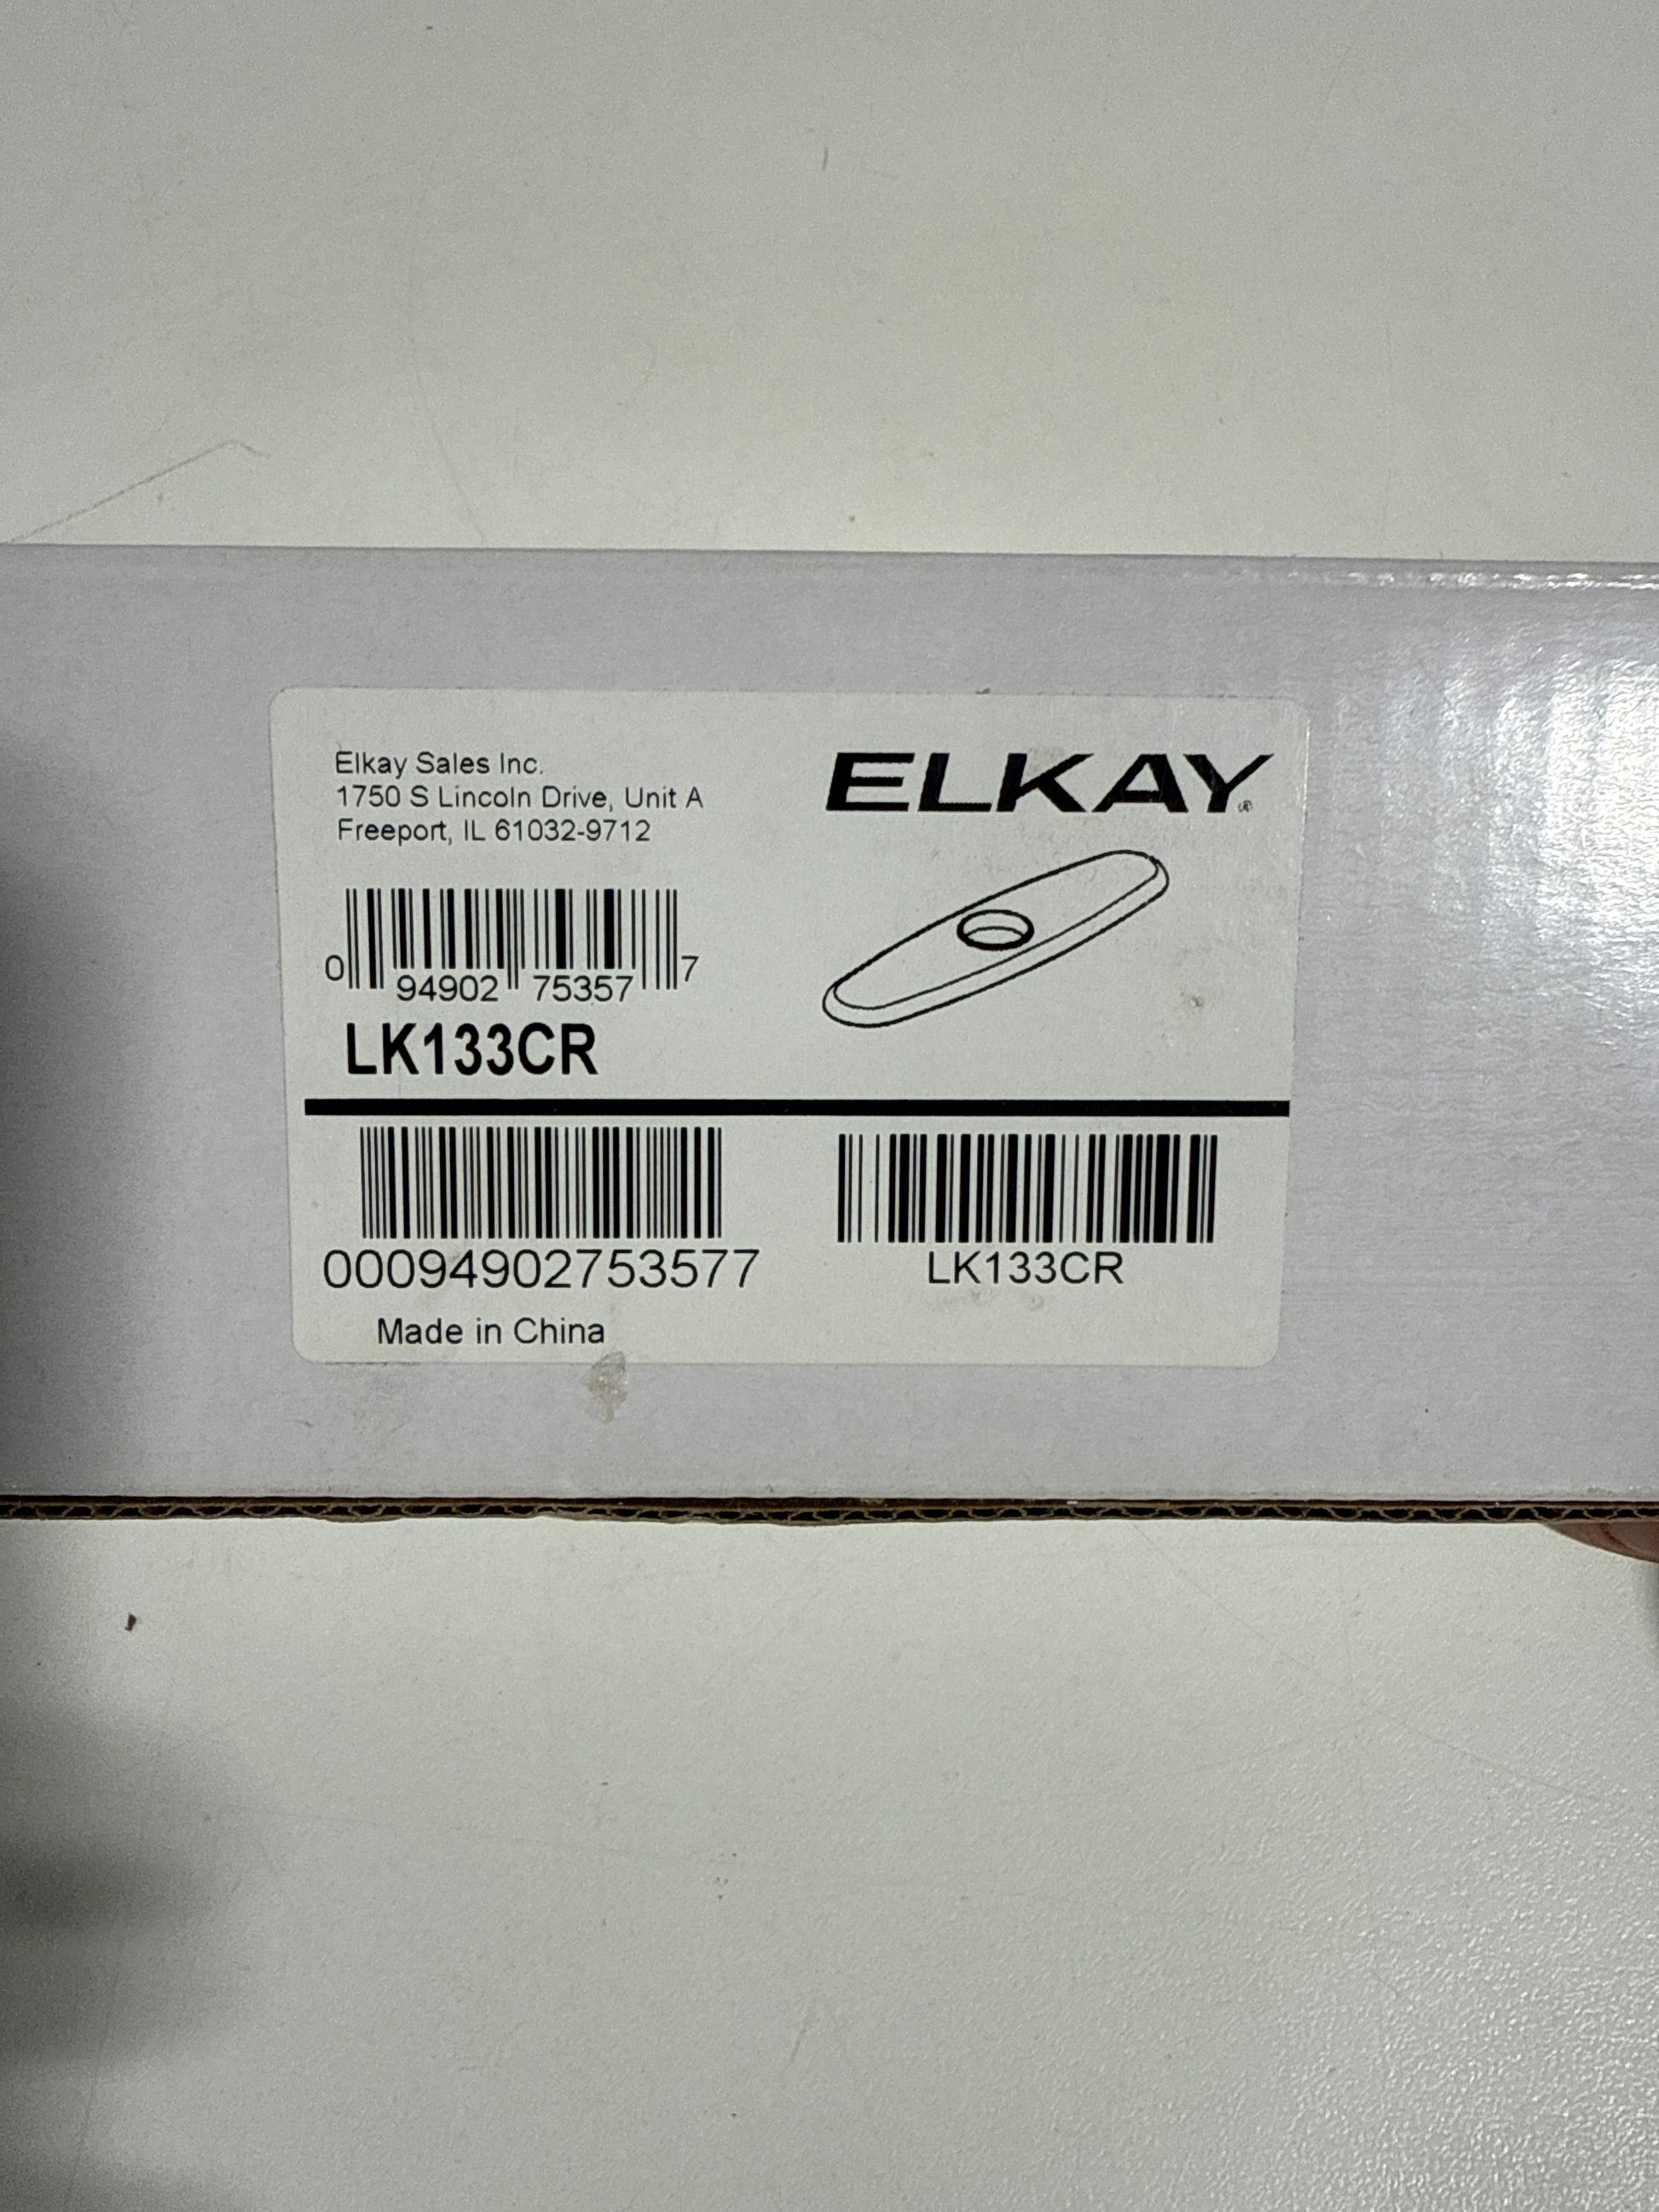 Elkay Sales Inc.
1750 S Lincoln Drive, Unit A
Freeport, IL 61032-9712
ELKAY®
0 94902 75357 7
LK133CR
00094902753577
LK133CR
Made in China